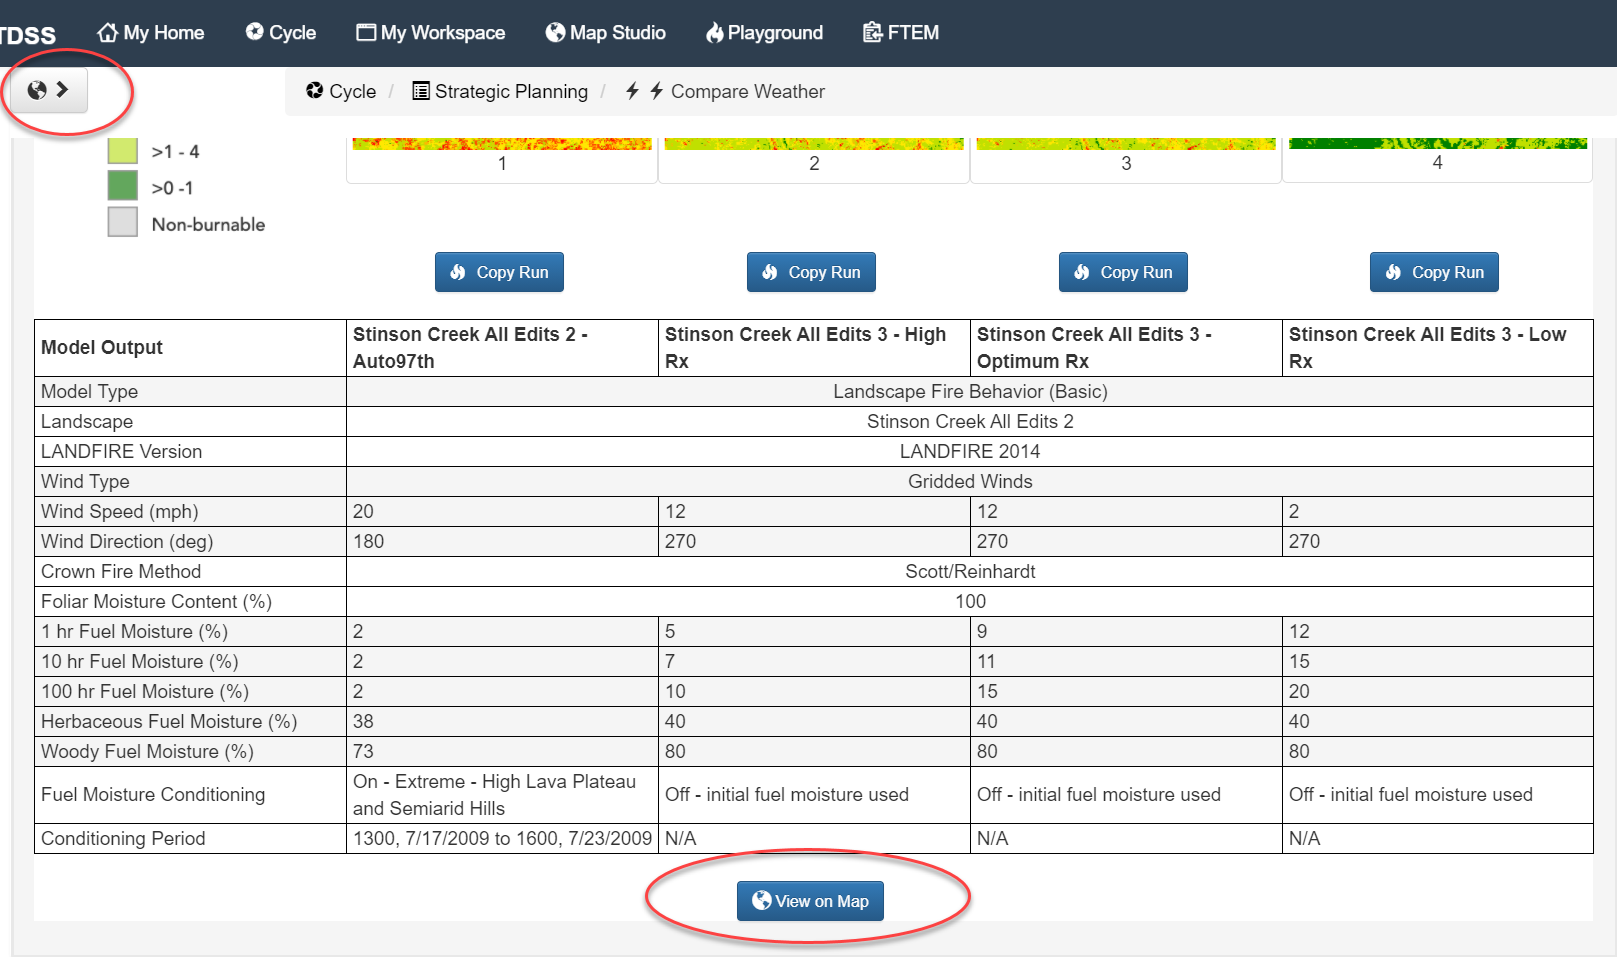 TDSS My Home Cycle My Workspace Map Studio Playground FTEM
Cycle / Strategic Planning / Compare Weather
>1 - 4
1 2 3 4
>0 -1
Non-burnable
Copy Run Copy Run Copy Run Copy Run
Model Output Stinson Creek All Edits 2 - Auto97th Stinson Creek All Edits 3 - High Rx Stinson Creek All Edits 3 - Optimum Rx Stinson Creek All Edits 3 - Low Rx
Model Type Landscape Fire Behavior (Basic)
Landscape Stinson Creek All Edits 2
LANDFIRE Version LANDFIRE 2014
Wind Type Gridded Winds
Wind Speed (mph) 20 12 12 2
Wind Direction (deg) 180 270 270 270
Crown Fire Method Scott/Reinhardt
Foliar Moisture Content (%) 100
1 hr Fuel Moisture (%) 2 5 9 12
10 hr Fuel Moisture (%) 2 7 11 15
100 hr Fuel Moisture (%) 2 10 15 20
Herbaceous Fuel Moisture (%) 38 40 40 40
Woody Fuel Moisture (%) 73 80 80 80
Fuel Moisture Conditioning On - Extreme - High Lava Plateau and Semiarid Hills Off - initial fuel moisture used Off - initial fuel moisture used Off - initial fuel moisture used
Conditioning Period 1300, 7/17/2009 to 1600, 7/23/2009 N/A N/A N/A
View on Map